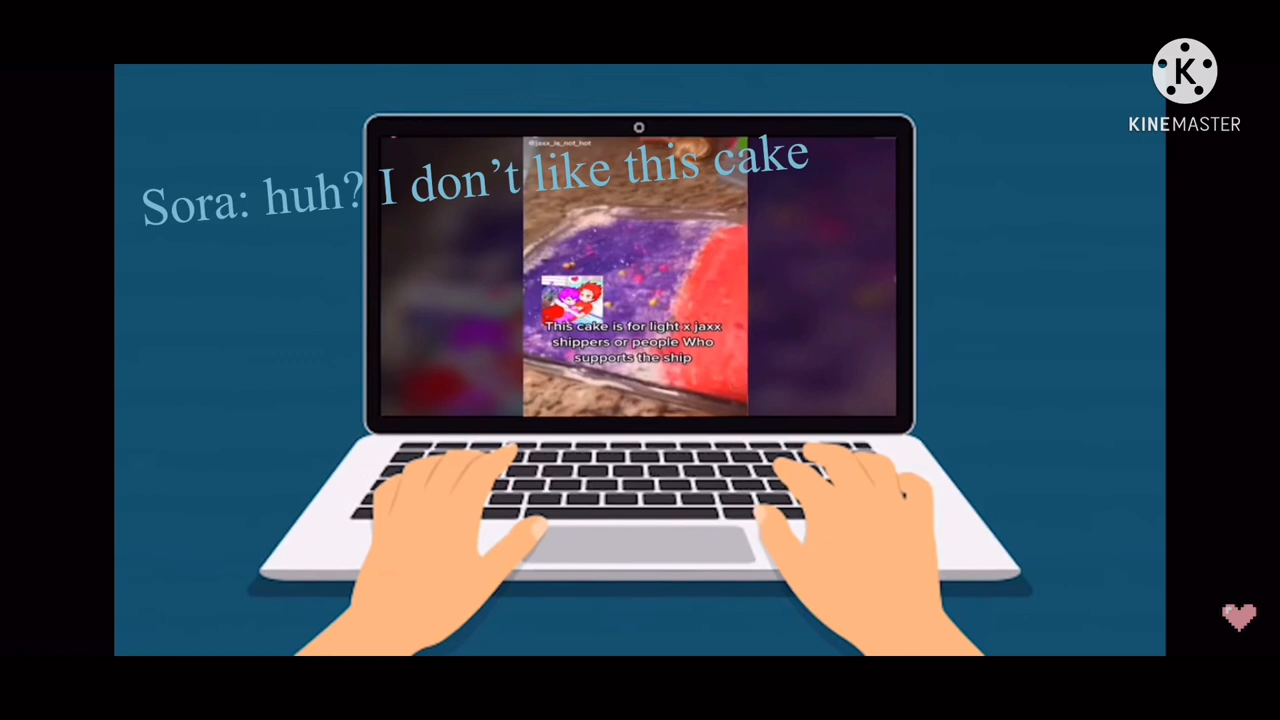 K
KINEMASTER
@jaxx_is_not_hot
Sora: huh? I don’t like this cake
This cake is for light x jaxx
shippers or people Who
supports the ship